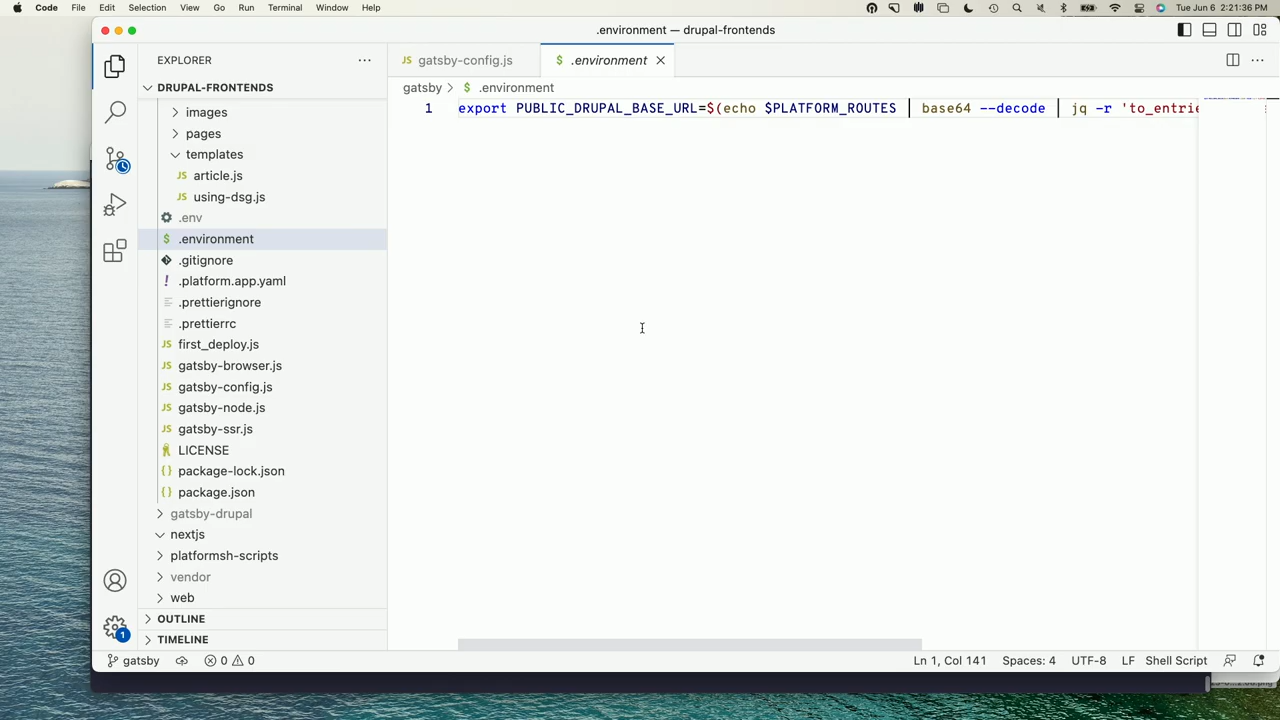 Code File Edit Selection View Go Run Terminal Window Help
Tue Jun 6 2:21:36 PM
.environment — drupal-frontends
EXPLORER
gatsby-config.js
.environment
DRUPAL-FRONTENDS
gatsby
.environment
1
export PUBLIC_DRUPAL_BASE_URL=$(echo $PLATFORM_ROUTES | base64 --decode | jq -r 'to_entrie
images
pages
templates
article.js
using-dsg.js
.env
.environment
.gitignore
.platform.app.yaml
.prettierignore
.prettierrc
first_deploy.js
gatsby-browser.js
gatsby-config.js
gatsby-node.js
gatsby-ssr.js
LICENSE
package-lock.json
package.json
gatsby-drupal
nextjs
platformsh-scripts
vendor
web
OUTLINE
1
TIMELINE
gatsby
0
0
Ln 1, Col 141
Spaces: 4
UTF-8
LF
Shell Script